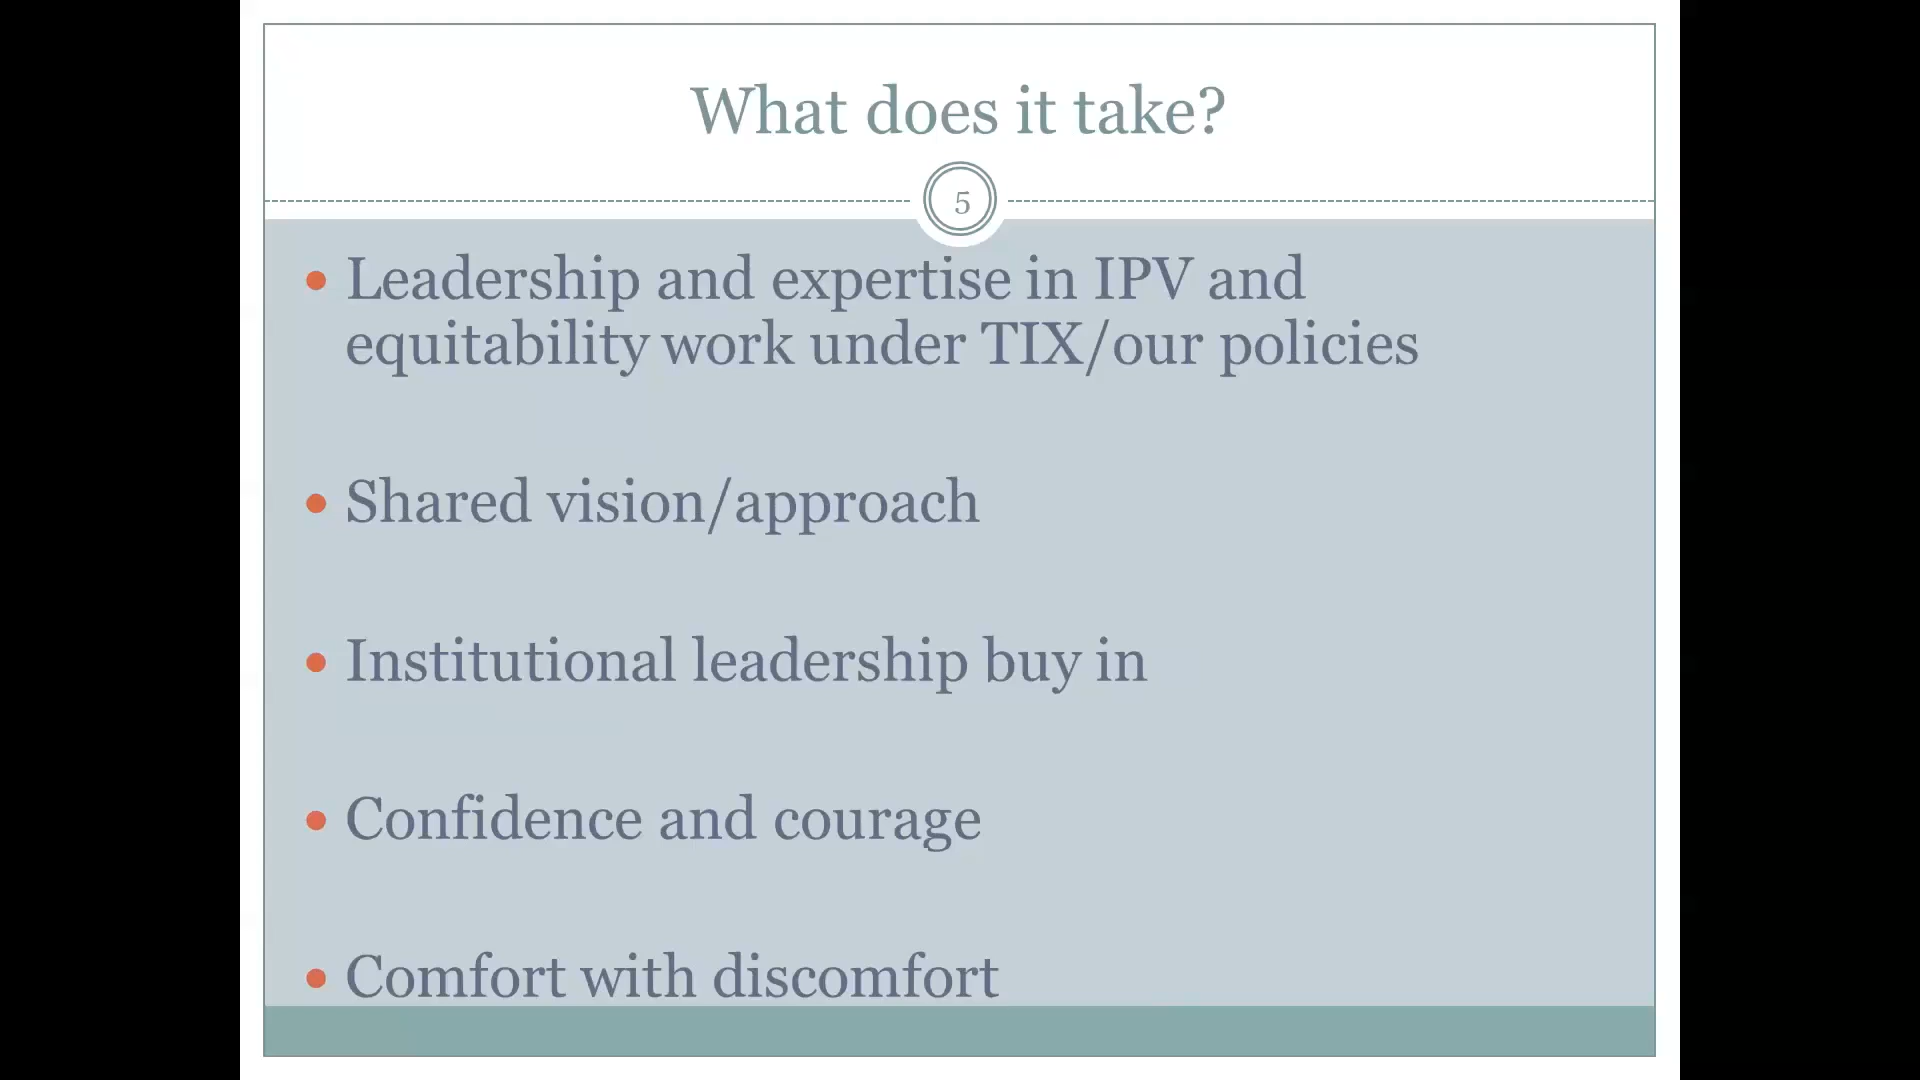 What does it take?
5
Leadership and expertise in IPV and
equitability work under TIX/our policies
Shared vision/approach
Institutional leadership buy in
Confidence and courage
Comfort with discomfort